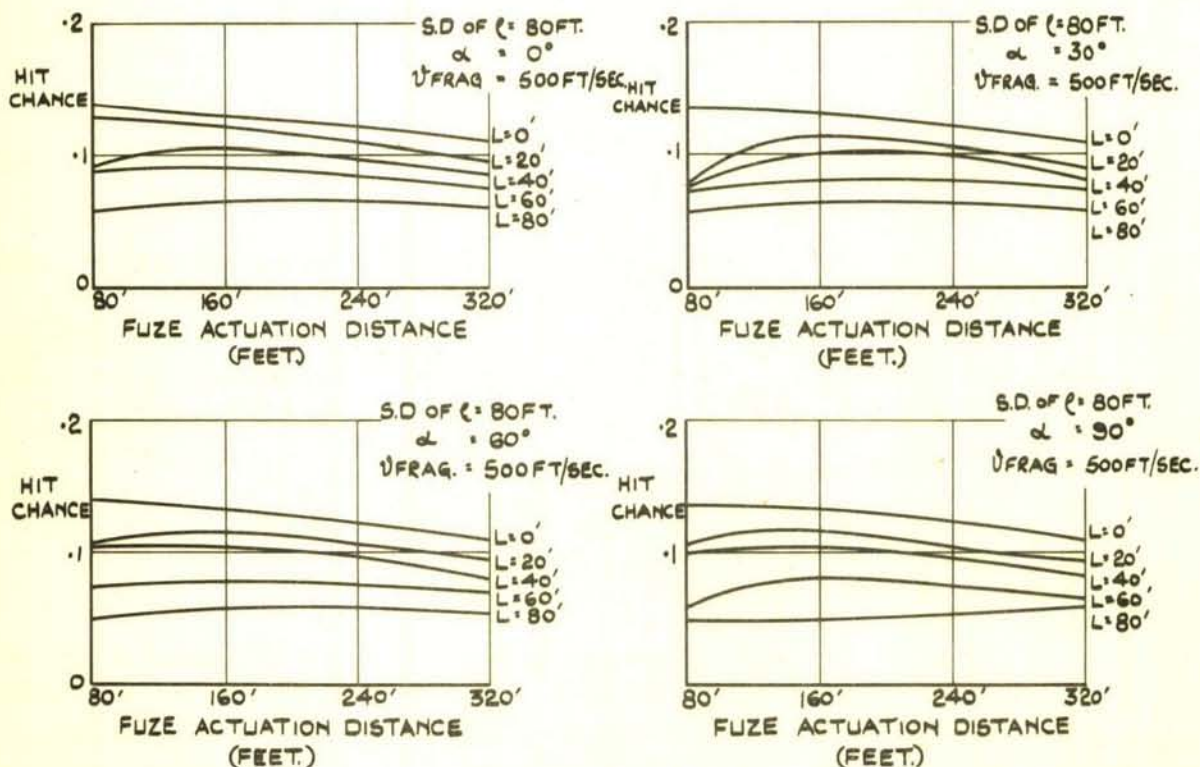 .2
S.D OF ρ = 80FT.
α = 0°
VFRAG = 500FT/SEC.
HIT
CHANCE
.1
0
L=0'
L=20'
L=40'
L=60'
L=80'
80' 160' 240' 320'
FUZE ACTUATION DISTANCE
(FEET.)
.2
S.D OF ρ = 80FT.
α = 30°
VFRAG. = 500FT/SEC.
HIT
CHANCE
.1
0
L=0'
L=20'
L=40'
L=60'
L=80'
80' 160' 240' 320'
FUZE ACTUATION DISTANCE
(FEET.)
.2
S.D OF ρ = 80FT.
α = 60°
VFRAG. = 500FT/SEC.
HIT
CHANCE
.1
0
L=0'
L=20'
L=40'
L=60'
L=80'
80' 160' 240' 320'
FUZE ACTUATION DISTANCE
(FEET.)
.2
S.D. OF ρ = 80FT.
α = 90°
VFRAG = 500FT/SEC.
HIT
CHANCE
.1
0
L=0'
L=20'
L=40'
L=60'
L=80'
80' 160' 240' 320'
FUZE ACTUATION DISTANCE
(FEET.)